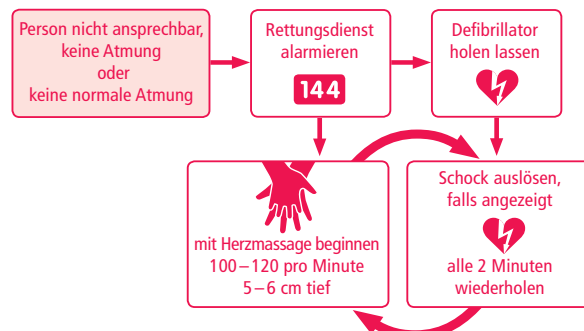 Person nicht ansprechbar,
keine Atmung
oder
keine normale Atmung
Rettungsdienst
alarmieren
144
Defibrillator
holen lassen
mit Herzmassage beginnen
100–120 pro Minute
5–6 cm tief
Schock auslösen,
falls angezeigt
alle 2 Minuten
wiederholen